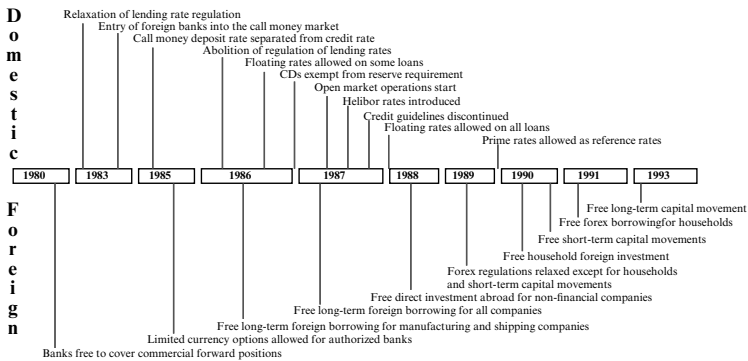 Domestic
Relaxation of lending rate regulation
Entry of foreign banks into the call money market
Call money deposit rate separated from credit rate
Abolition of regulation of lending rates
Floating rates allowed on some loans
CDs exempt from reserve requirement
Open market operations start
Helibor rates introduced
Credit guidelines discontinued
Floating rates allowed on all loans
Prime rates allowed as reference rates
1980 1983 1985 1986 1987 1988 1989 1990 1991 1993
Foreign
Free long-term capital movement
Free forex borrowingfor households
Free short-term capital movements
Free household foreign investment
Forex regulations relaxed except for households
and short-term capital movements
Free direct investment abroad for non-financial companies
Free long-term foreign borrowing for all companies
Free long-term foreign borrowing for manufacturing and shipping companies
Limited currency options allowed for authorized banks
Banks free to cover commercial forward positions